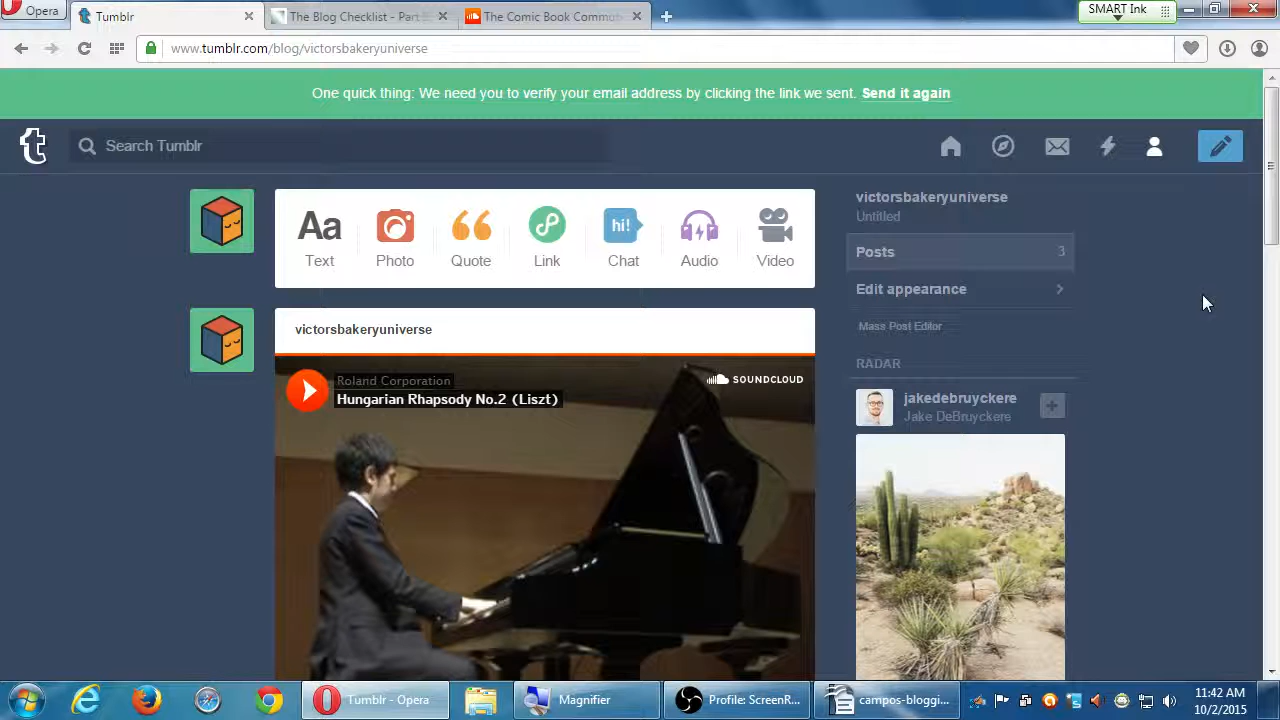 Opera
Tumblr
The Blog Checklist - Part
The Comic Book Commut
SMART Ink
www.tumblr.com/blog/victorsbakeryuniverse
One quick thing: We need you to verify your email address by clicking the link we sent. Send it again
t
Search Tumblr
victorsbakeryuniverse
Untitled
Aa
hi!
Text
Photo
Quote
Link
Chat
Audio
Video
Posts
3
Edit appearance
Mass Post Editor
RADAR
victorsbakeryuniverse
Roland Corporation
Hungarian Rhapsody No.2 (Liszt)
SOUNDCLOUD
jakedebruyckere
Jake DeBruyckere
Tumblr - Opera
Magnifier
Profile: ScreenR...
campos-bloggi...
11:42 AM
10/2/2015